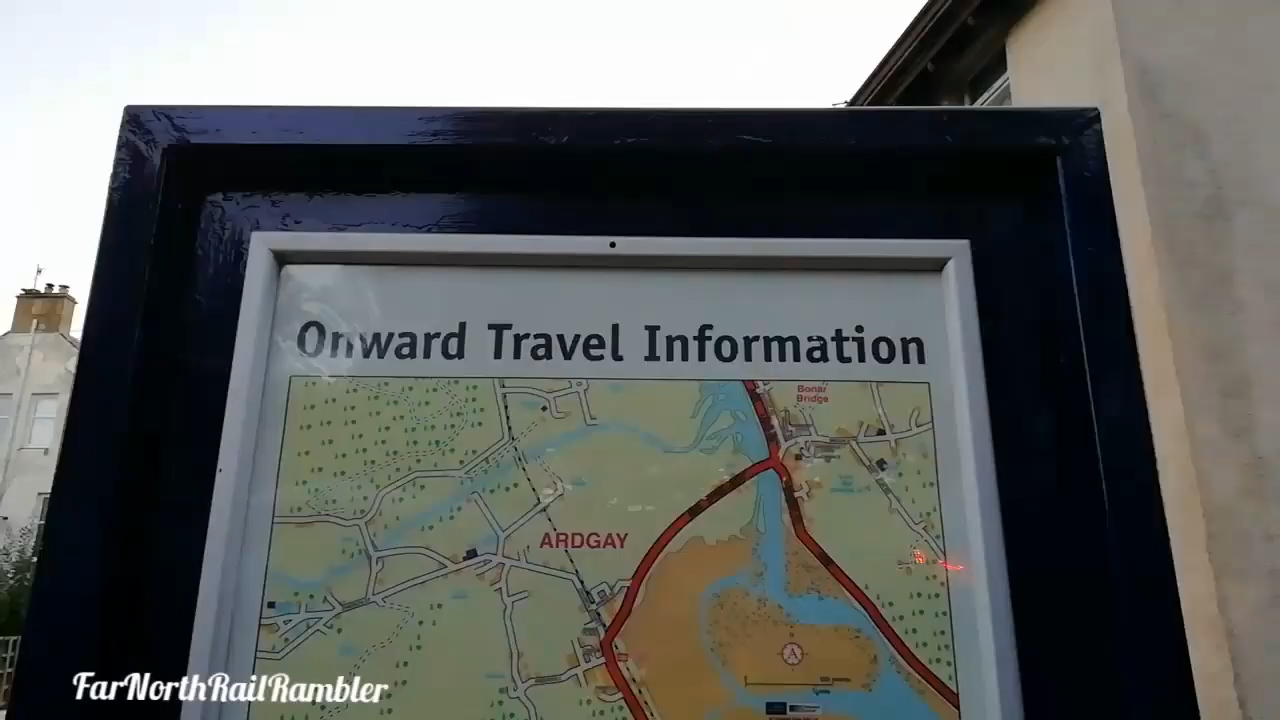 Onward Travel Information
Bonar
Bridge
ARDGAY
A
FarNorthRailRambler